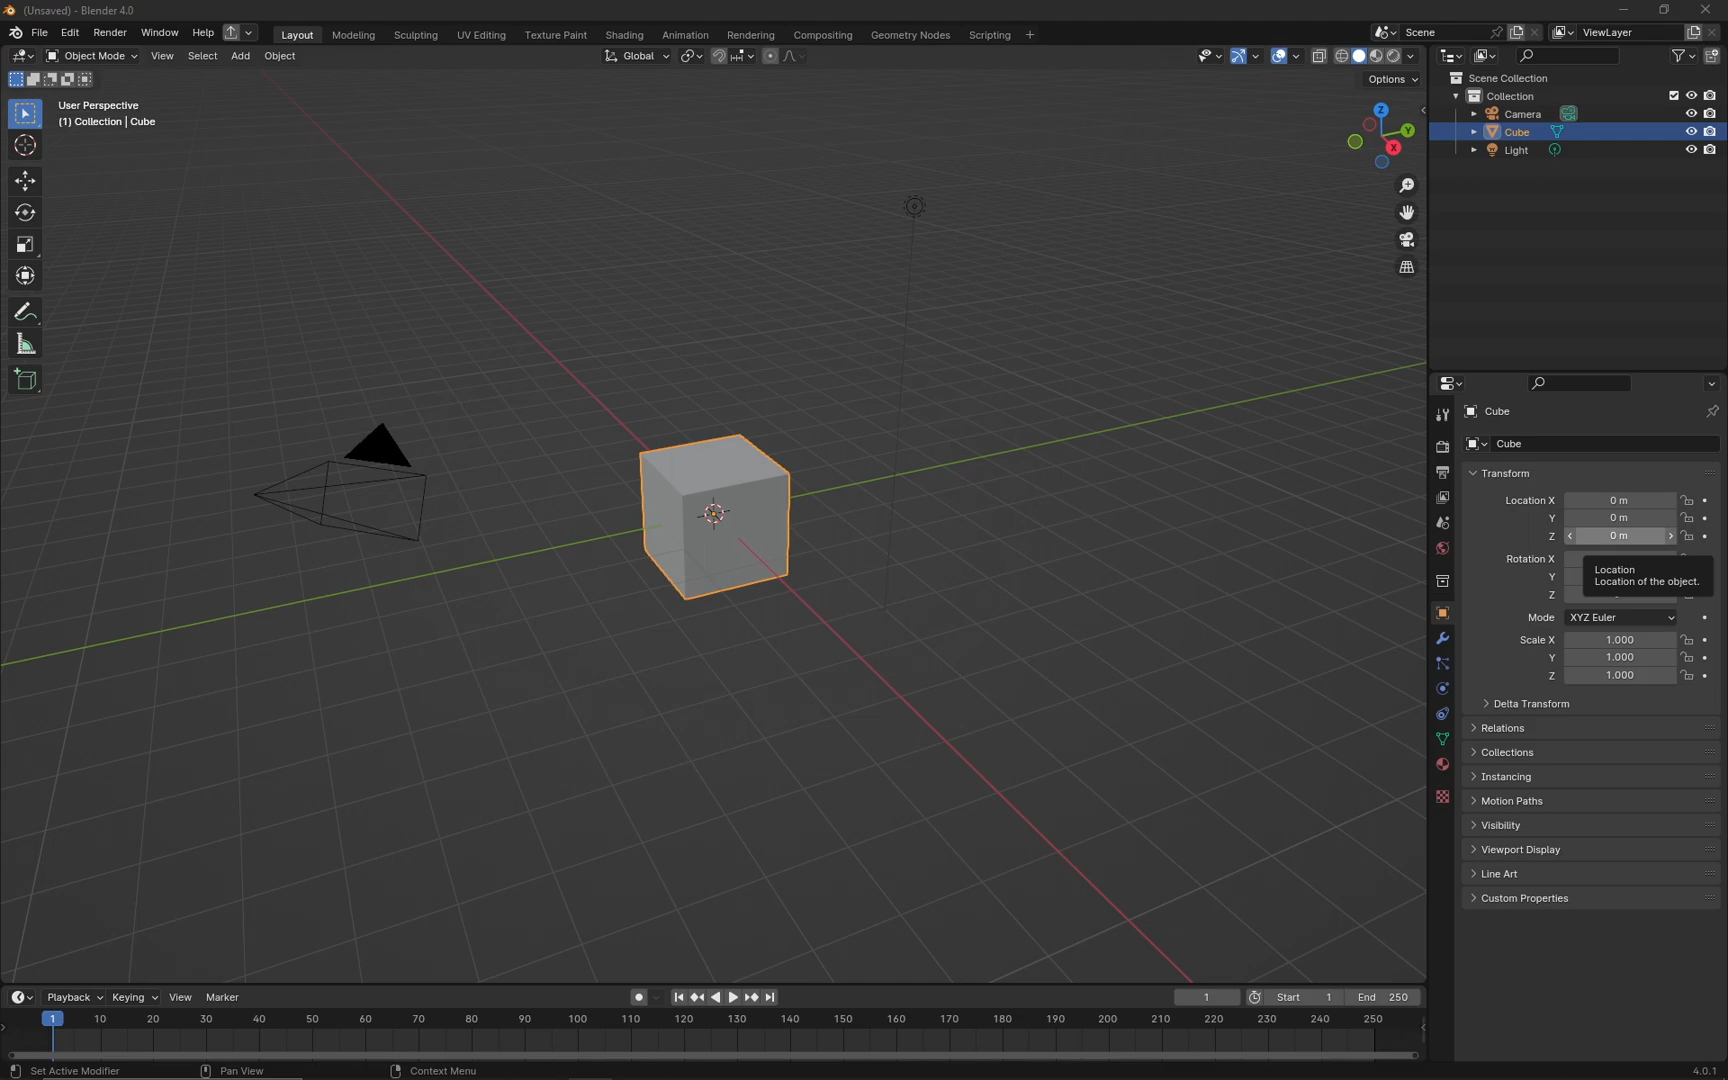 (Unsaved) - Blender 4.0
File Edit Render Window Help
Layout Modeling Sculpting UV Editing Texture Paint Shading Animation Rendering Compositing Geometry Nodes Scripting +
Scene
ViewLayer
Object Mode View Select Add Object
Global
Options
User Perspective
(1) Collection | Cube
Z
Y
X
Scene Collection
Collection
Camera
Cube
Light
Cube
Cube
Transform
Location X 0 m
Y 0 m
Z 0 m
Rotation X
Y
Z
Location
Location of the object.
Mode XYZ Euler
Scale X 1.000
Y 1.000
Z 1.000
Delta Transform
Relations
Collections
Instancing
Motion Paths
Visibility
Viewport Display
Line Art
Custom Properties
Playback Keying View Marker
1
Start 1
End 250
1 10 20 30 40 50 60 70 80 90 100 110 120 130 140 150 160 170 180 190 200 210 220 230 240 250
Set Active Modifier
Pan View
Context Menu
4.0.1